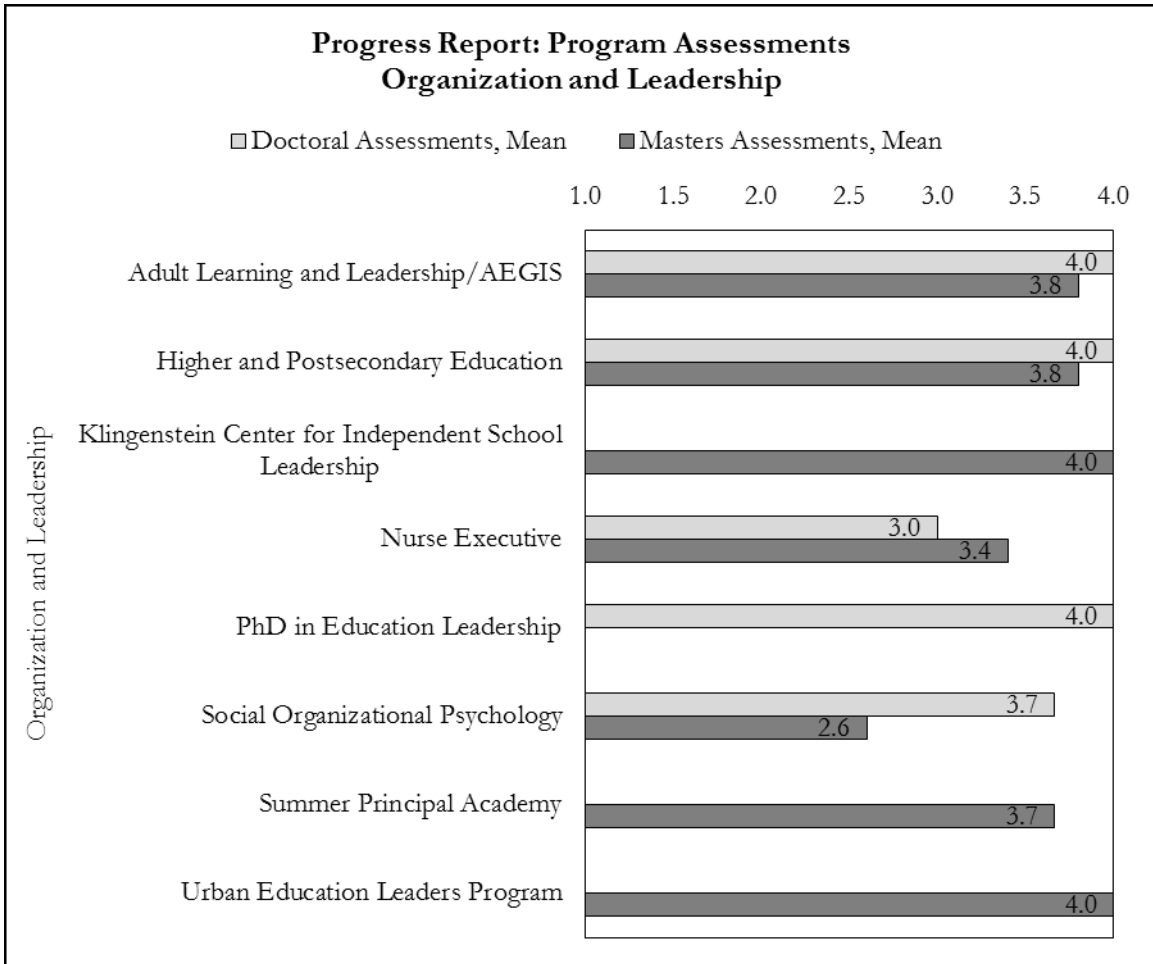 Progress Report: Program Assessments
Organization and Leadership
Doctoral Assessments, Mean Masters Assessments, Mean
1.0 1.5 2.0 2.5 3.0 3.5 4.0
Organization and Leadership
Adult Learning and Leadership/AEGIS
4.0
3.8
Higher and Postsecondary Education
4.0
3.8
Klingenstein Center for Independent School
Leadership
4.0
Nurse Executive
3.0
3.4
PhD in Education Leadership
4.0
Social Organizational Psychology
3.7
2.6
Summer Principal Academy
3.7
Urban Education Leaders Program
4.0